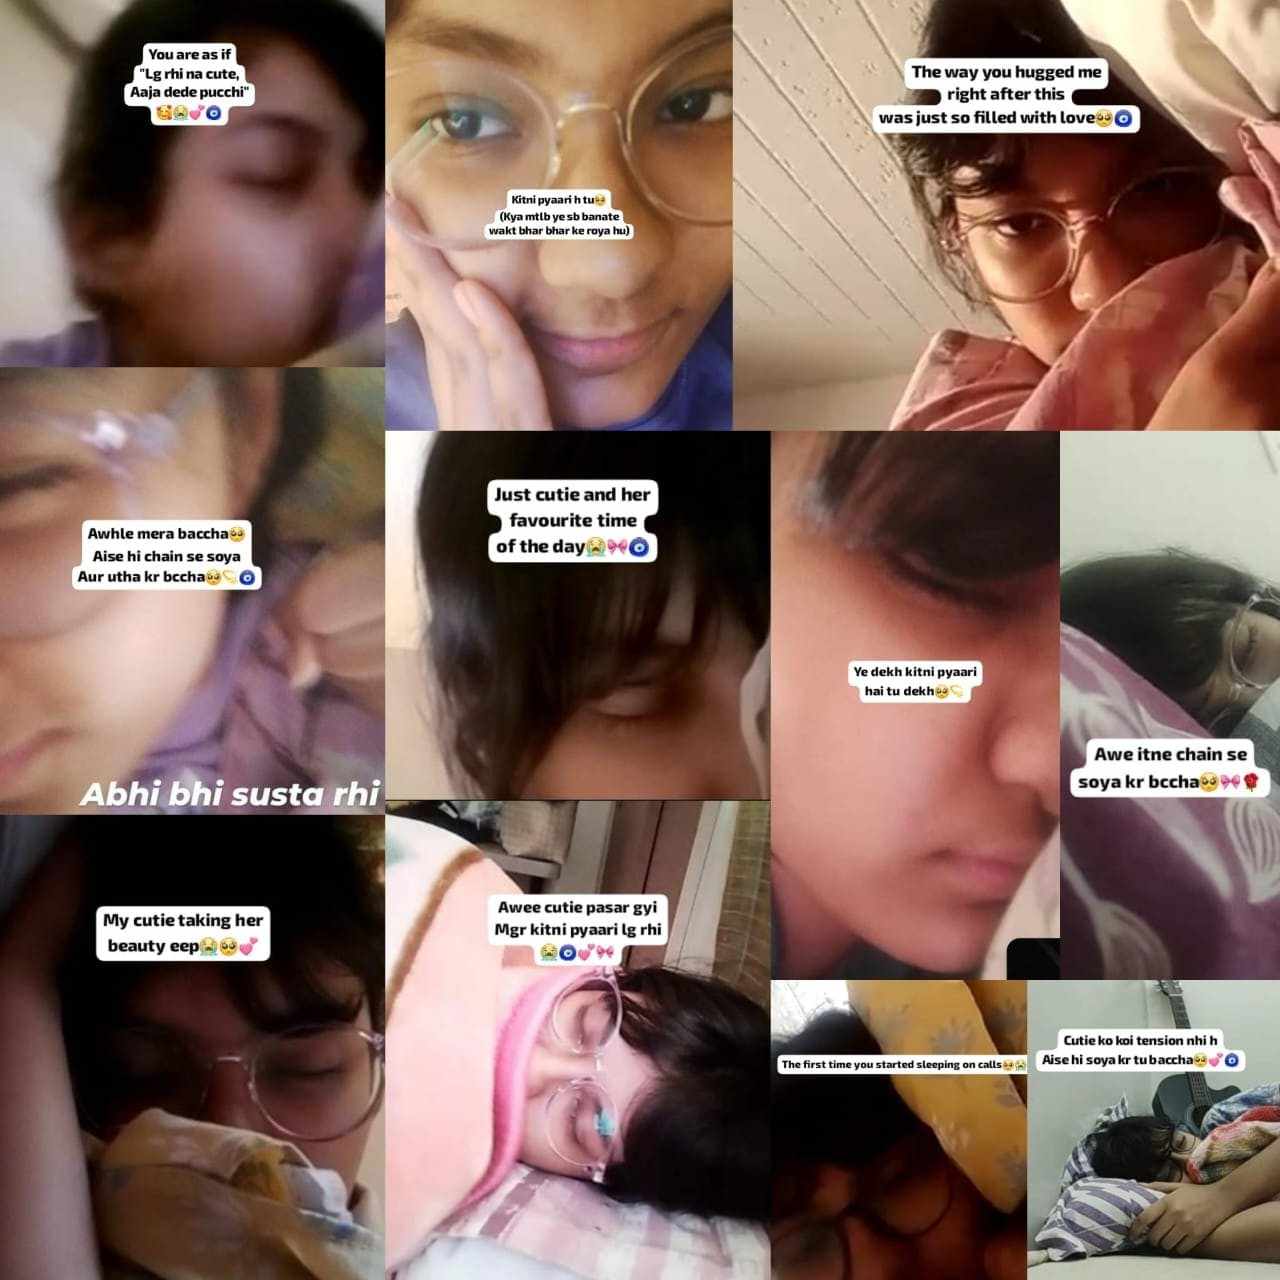 You are as if
"Lg rhi na cute,
Aaja dede pucchi"
🥰😭💕🧿
Kitni pyaari h tu🥺
(Kya mtlb ye sb banate
wakt bhar bhar ke roya hu)
The way you hugged me
right after this
was just so filled with love🥺🧿
Awhle mera baccha🥺
Aise hi chain se soya
Aur utha kr bccha🥺💫🧿
Abhi bhi susta rhi
Just cutie and her
favourite time
of the day😭🎀🧿
Ye dekh kitni pyaari
hai tu dekh🥺💫
Awe itne chain se
soya kr bccha🥺🎀🌹
My cutie taking her
beauty eep😭🥺💕
Awee cutie pasar gyi
Mgr kitni pyaari lg rhi
😭🧿💕🎀
The first time you started sleeping on calls🥺😭
Cutie ko koi tension nhi h
Aise hi soya kr tu baccha🥺💕🧿